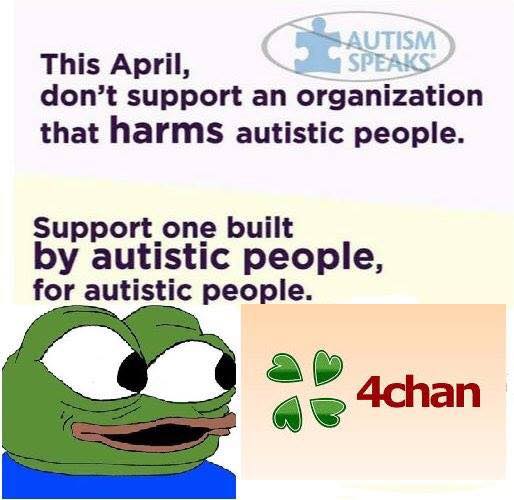 AUTISM
SPEAKS®
This April,
don't support an organization
that harms autistic people.
Support one built
by autistic people,
for autistic people.
4chan